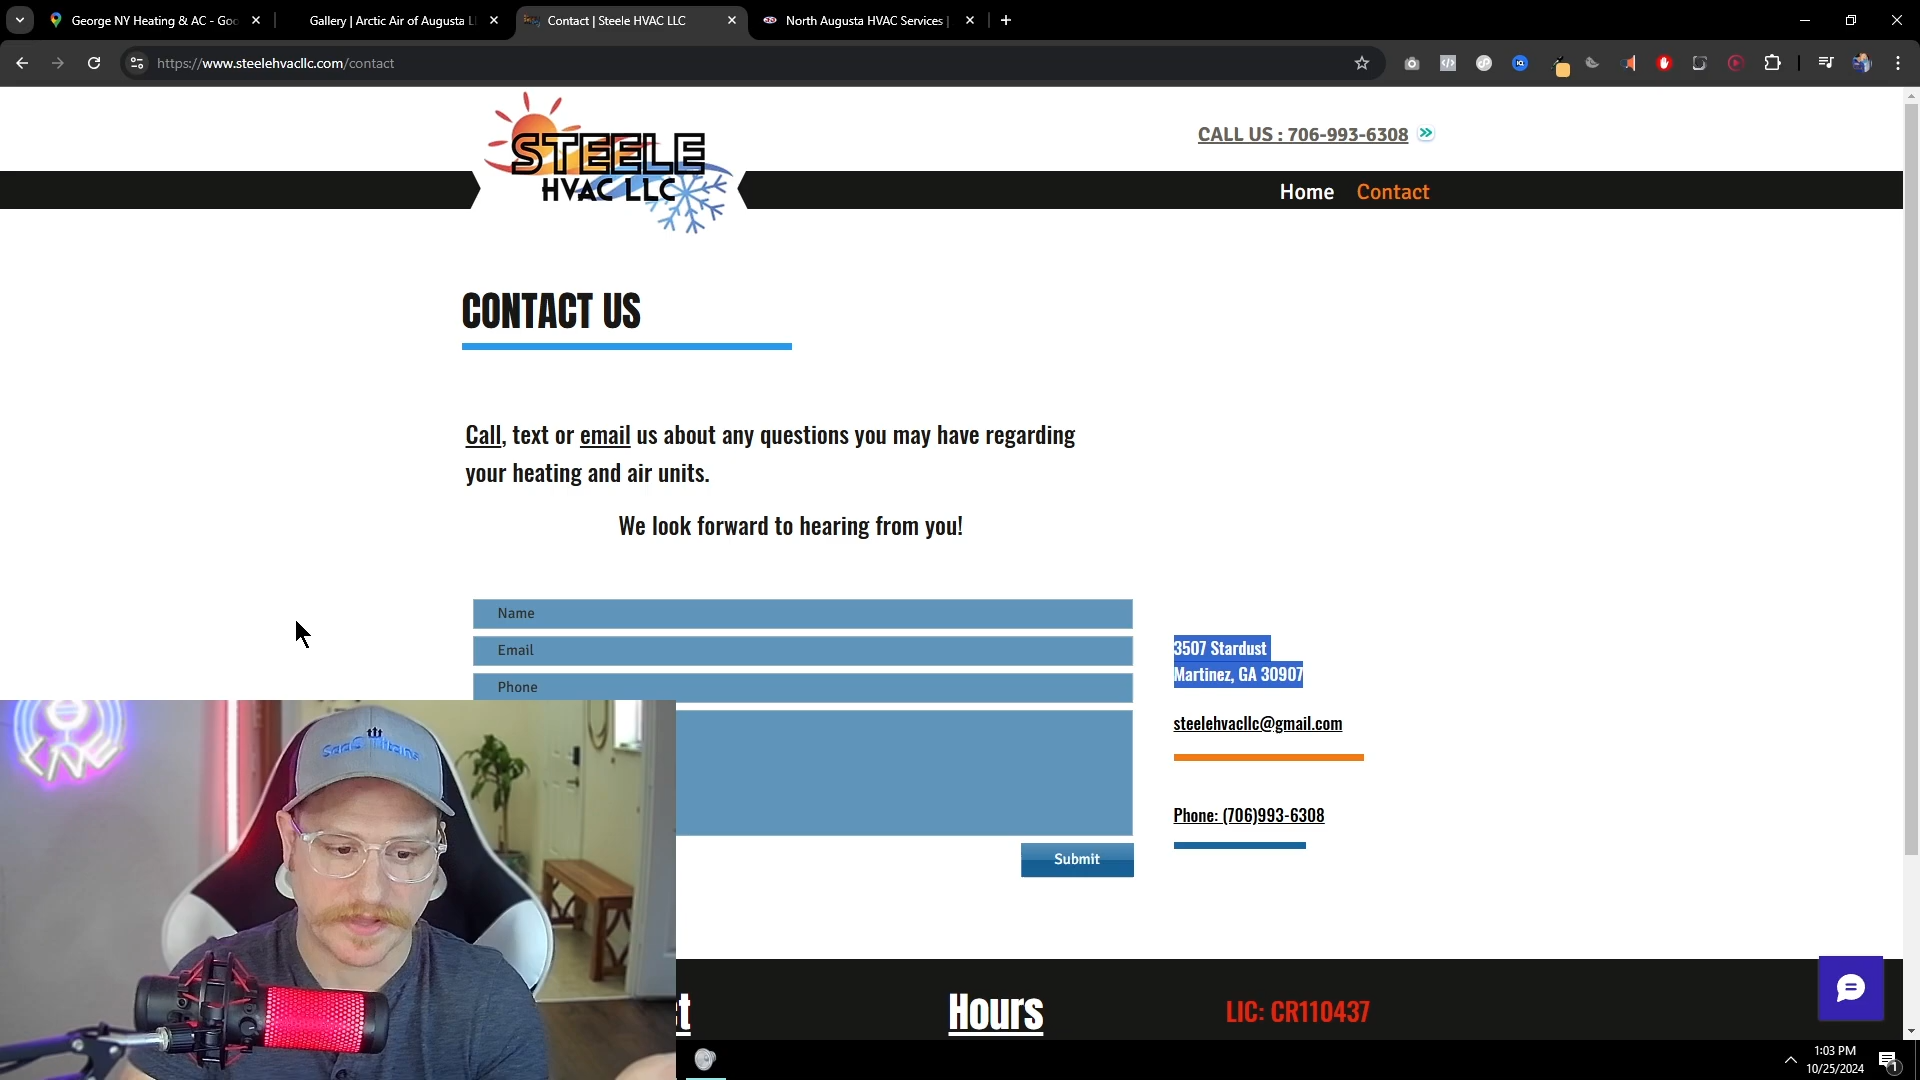 George NY Heating & AC - Goo
Gallery | Arctic Air of Augusta L
Contact | Steele HVAC LLC
North Augusta HVAC Services |
https://www.steelehvacllc.com/contact
STEELE
HVAC LLC
CALL US : 706-993-6308
Home
Contact
CONTACT US
Call, text or email us about any questions you may have regarding
your heating and air units.
We look forward to hearing from you!
Name
Email
Phone
3507 Stardust
Martinez, GA 30907
steelehvacllc@gmail.com
Phone: (706)993-6308
Submit
t
Hours
LIC: CR110437
1:03 PM
10/25/2024
1